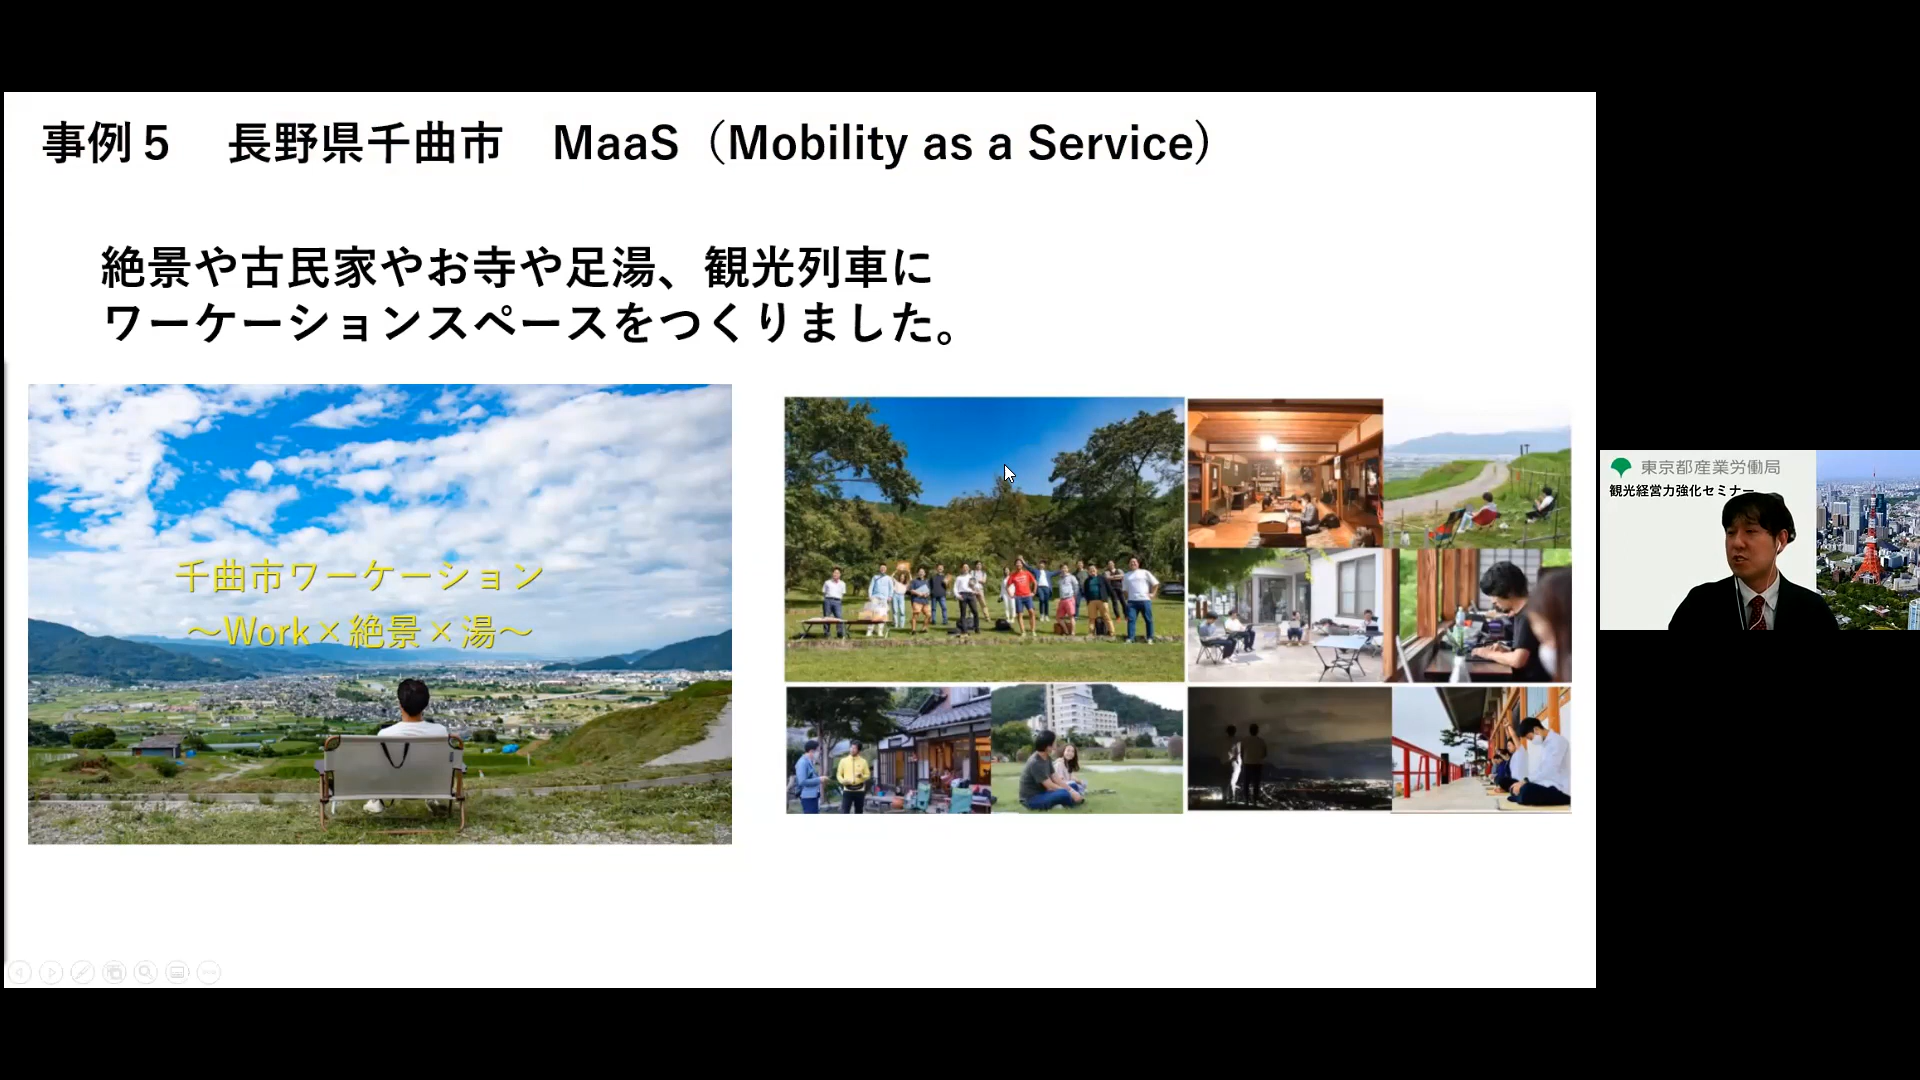 事例５　長野県千曲市　MaaS（Mobility as a Service）
絶景や古民家やお寺や足湯、観光列車に
ワーケーションスペースをつくりました。
千曲市ワーケーション
～Work×絶景×湯～
東京都産業労働局
観光経営力強化セミナー